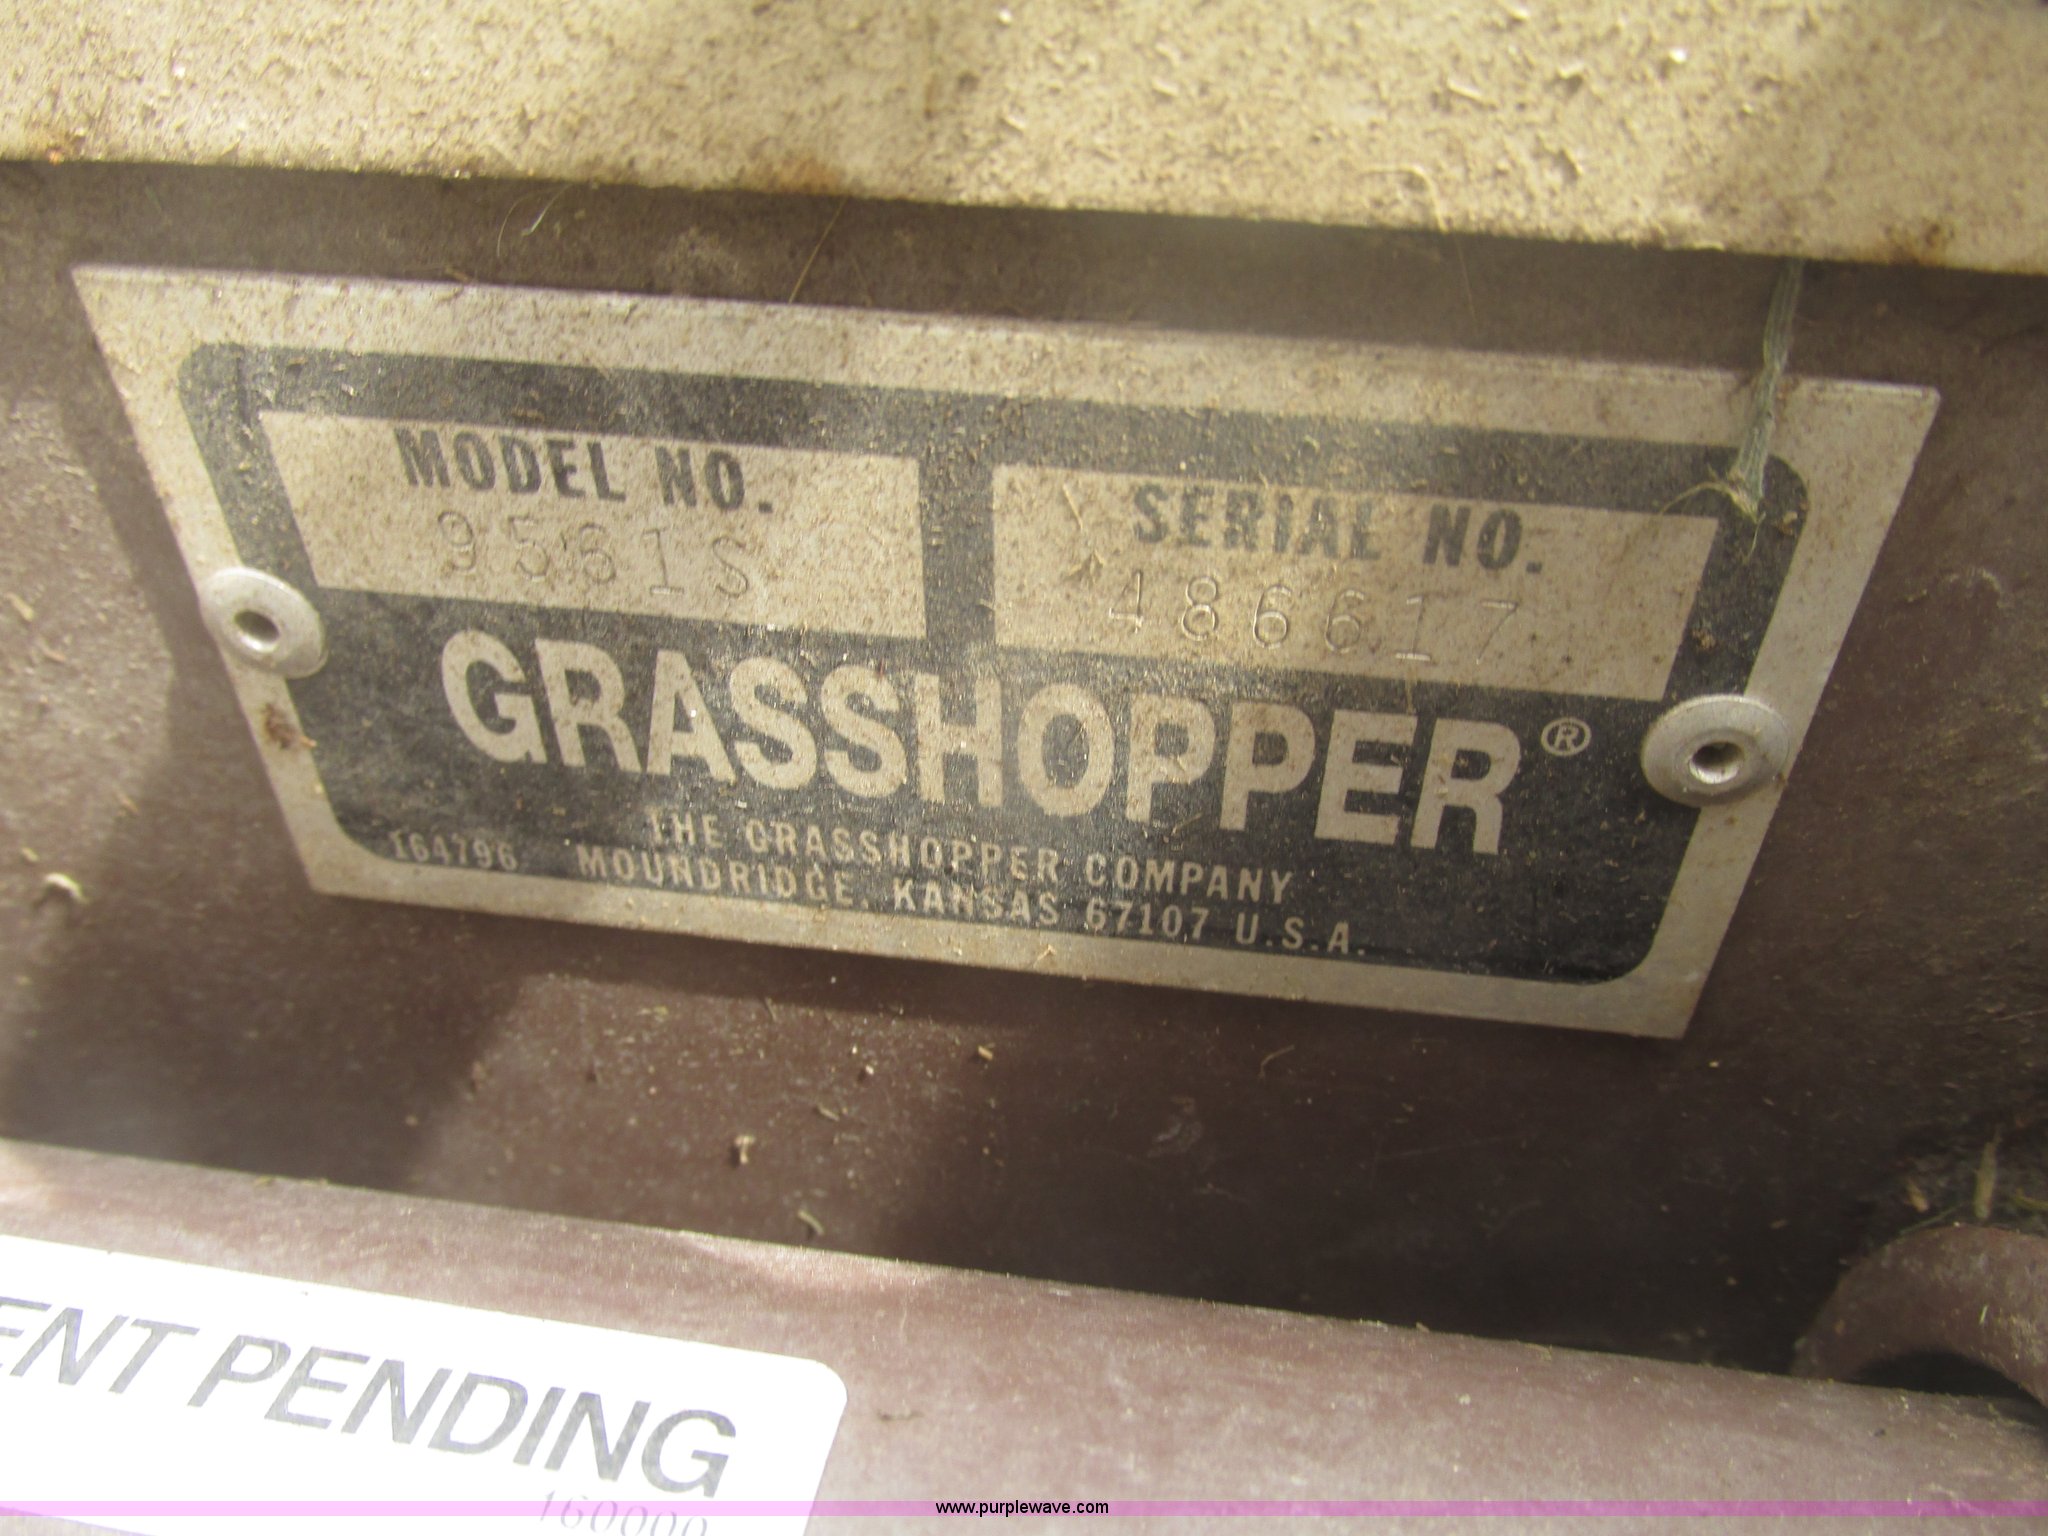 MODEL NO.
9561S
SERIAL NO.
486617
GRASSHOPPER®
THE GRASSHOPPER COMPANY
164796 MOUNDRIDGE, KANSAS 67107 U.S.A.
ENT PENDING
160000
www.purplewave.com